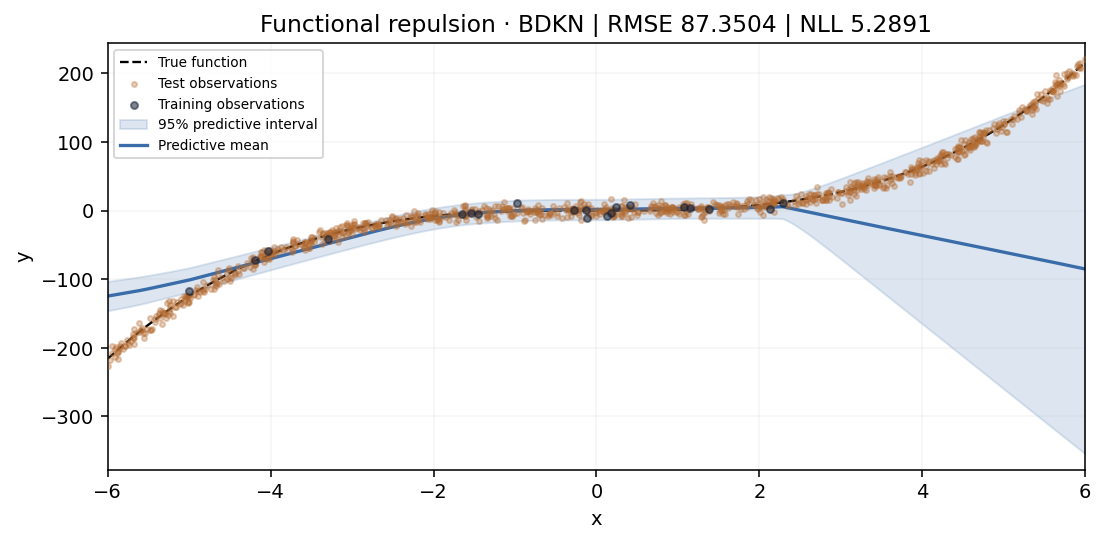 Functional repulsion · BDKN | RMSE 87.3504 | NLL 5.2891
True function
Test observations
Training observations
95% predictive interval
Predictive mean
200
100
0
−100
−200
−300
y
−6
−4
−2
0
2
4
6
x